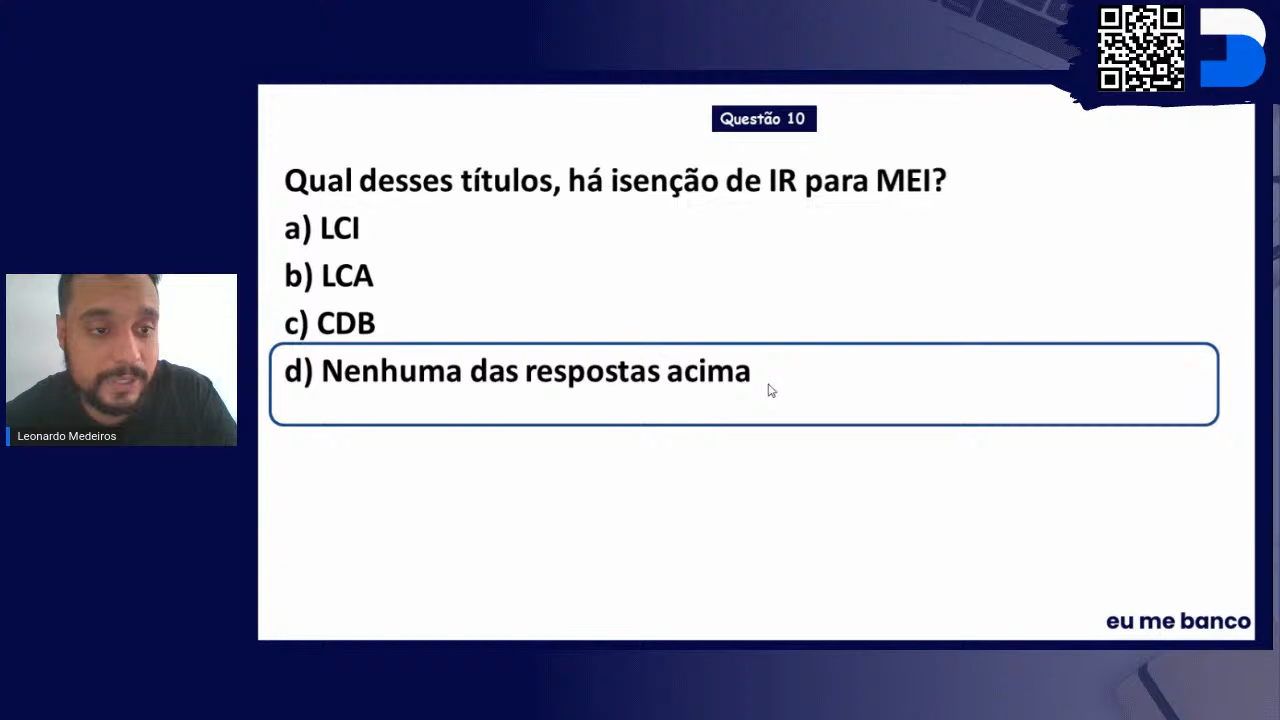 Questão 10
Qual desses títulos, há isenção de IR para MEI?
a) LCI
b) LCA
c) CDB
d) Nenhuma das respostas acima
Leonardo Medeiros
eu me banco